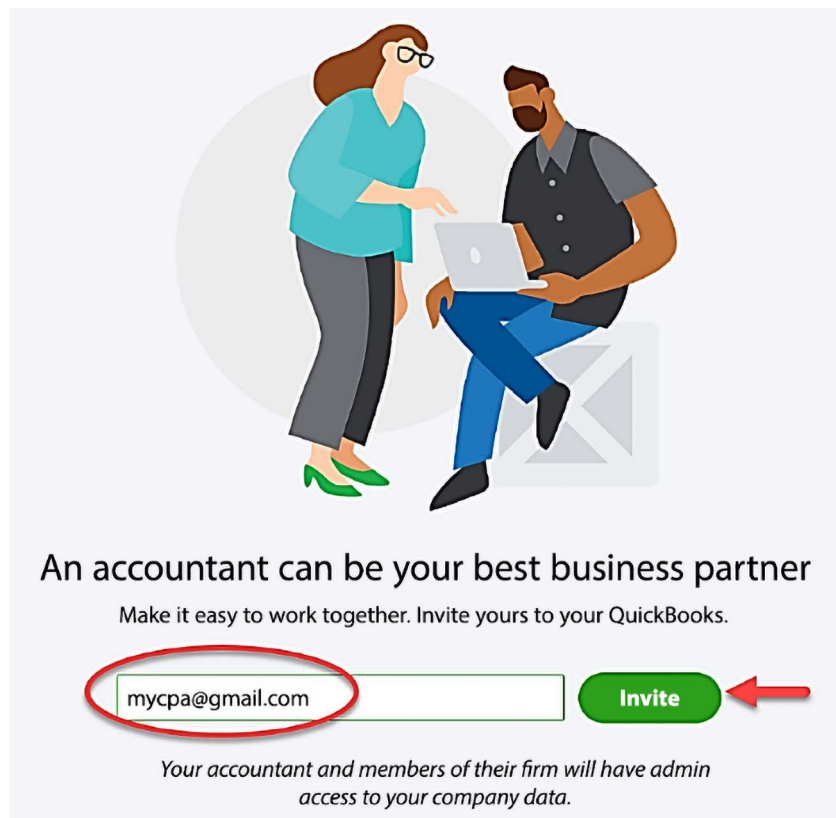 An accountant can be your best business partner
Make it easy to work together. Invite yours to your QuickBooks.
mycpa@gmail.com
Invite
Your accountant and members of their firm will have admin
access to your company data.